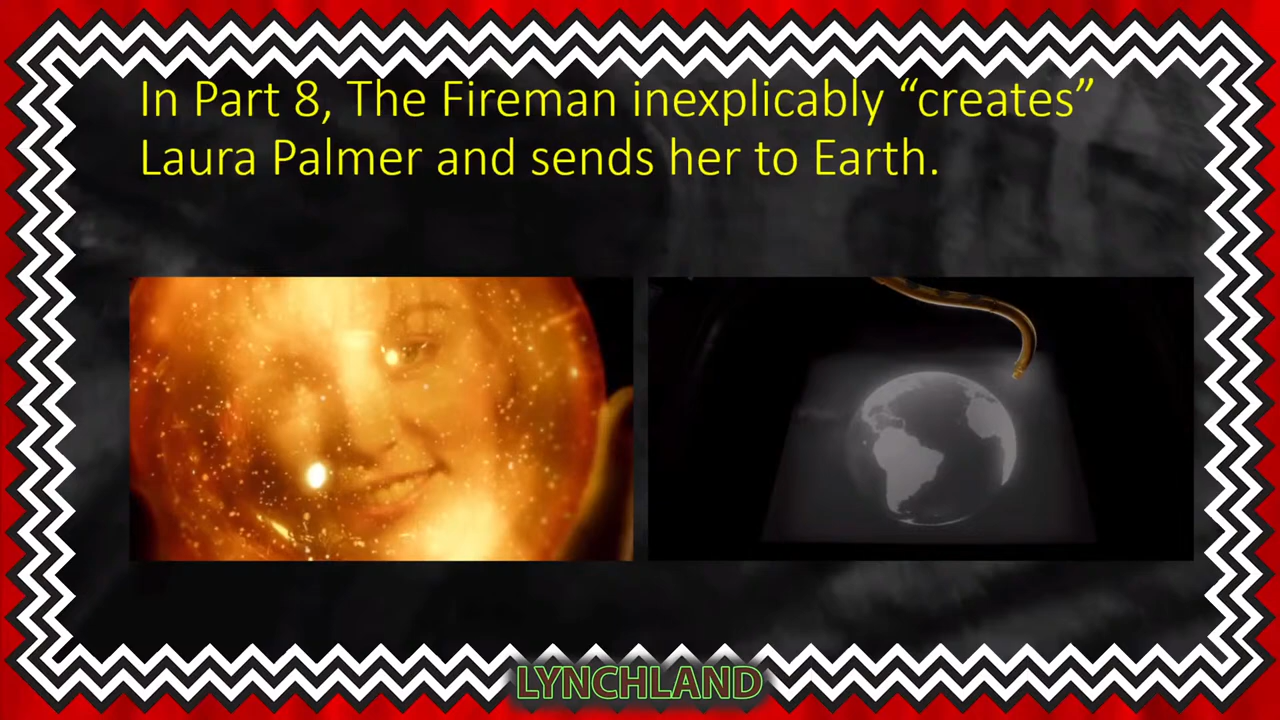 In Part 8, The Fireman inexplicably “creates”
Laura Palmer and sends her to Earth.
LYNCHLAND